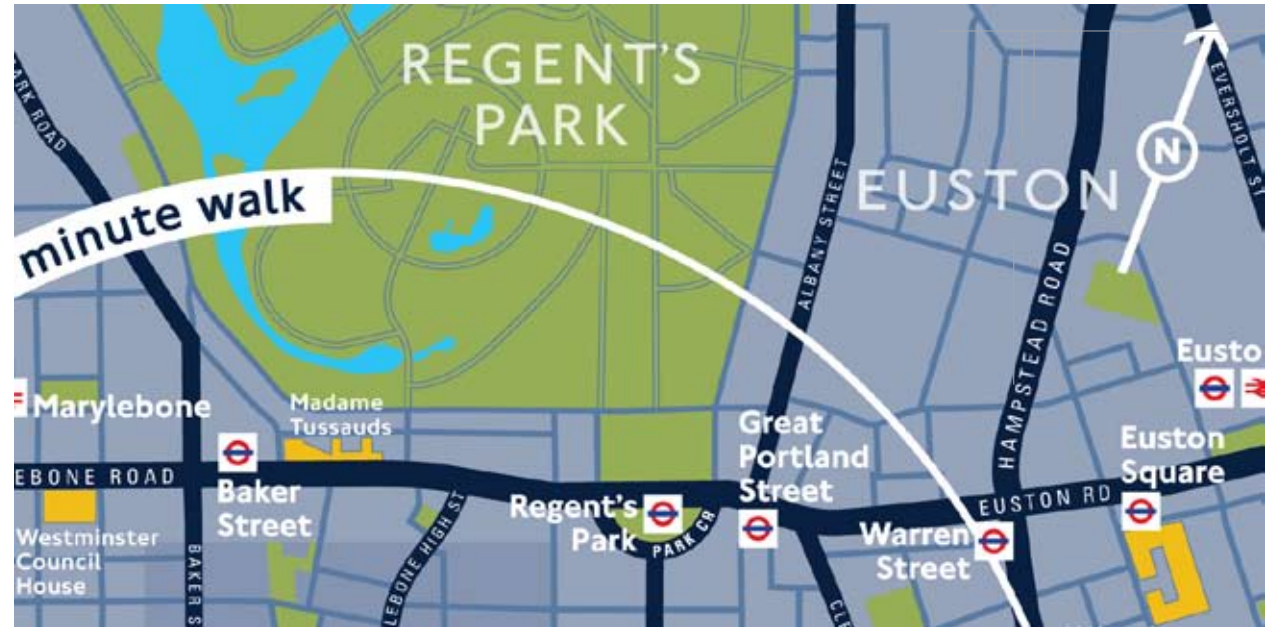 REGENT'S
PARK
EUSTON
N
EVERSHOLT ST
PARK ROAD
minute walk
ALBANY STREET
HAMPSTEAD ROAD
Eusto
Marylebone
Madame
Tussauds
Great
Portland
Street
Euston
Square
EBONE ROAD
Baker
Street
Regent's
Park
PARK CR
EUSTON RD
Warren
Street
Westminster
Council
House
BAKER S
LEBONE HIGH ST
CLE